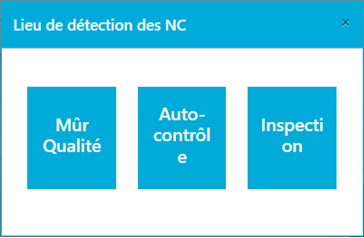 Lieu de détection des NC
×
Mûr
Qualité
Auto-
contrôl
e
Inspecti
on